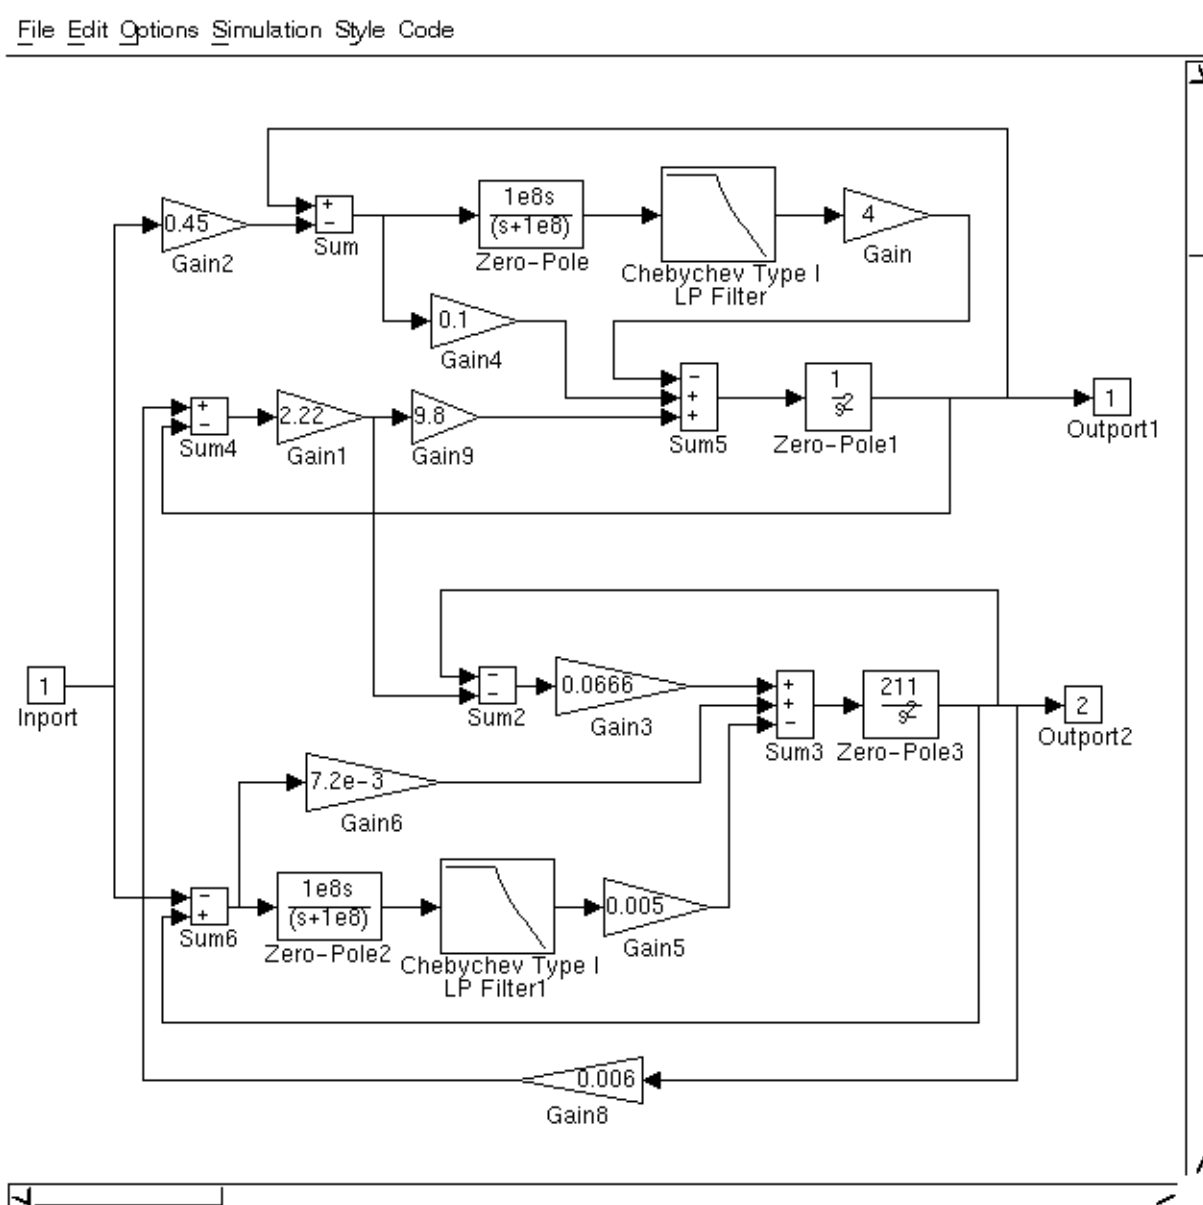 File Edit Options Simulation Style Code
0.45
Gain2
+
−
Sum
1e8s
(s+1e8)
Zero-Pole
Chebychev Type I
LP Filter
4
Gain
0.1
Gain4
+
−
Sum4
2.22
Gain1
9.8
Gain9
−
+
+
Sum5
1
s2
Zero-Pole1
1
Outport1
1
Inport
−
−
Sum2
0.0666
Gain3
+
+
−
Sum3
211
s2
Zero-Pole3
2
Outport2
7.2e-3
Gain6
−
+
Sum6
1e8s
(s+1e8)
Zero-Pole2
Chebychev Type I
LP Filter1
0.005
Gain5
0.006
Gain8